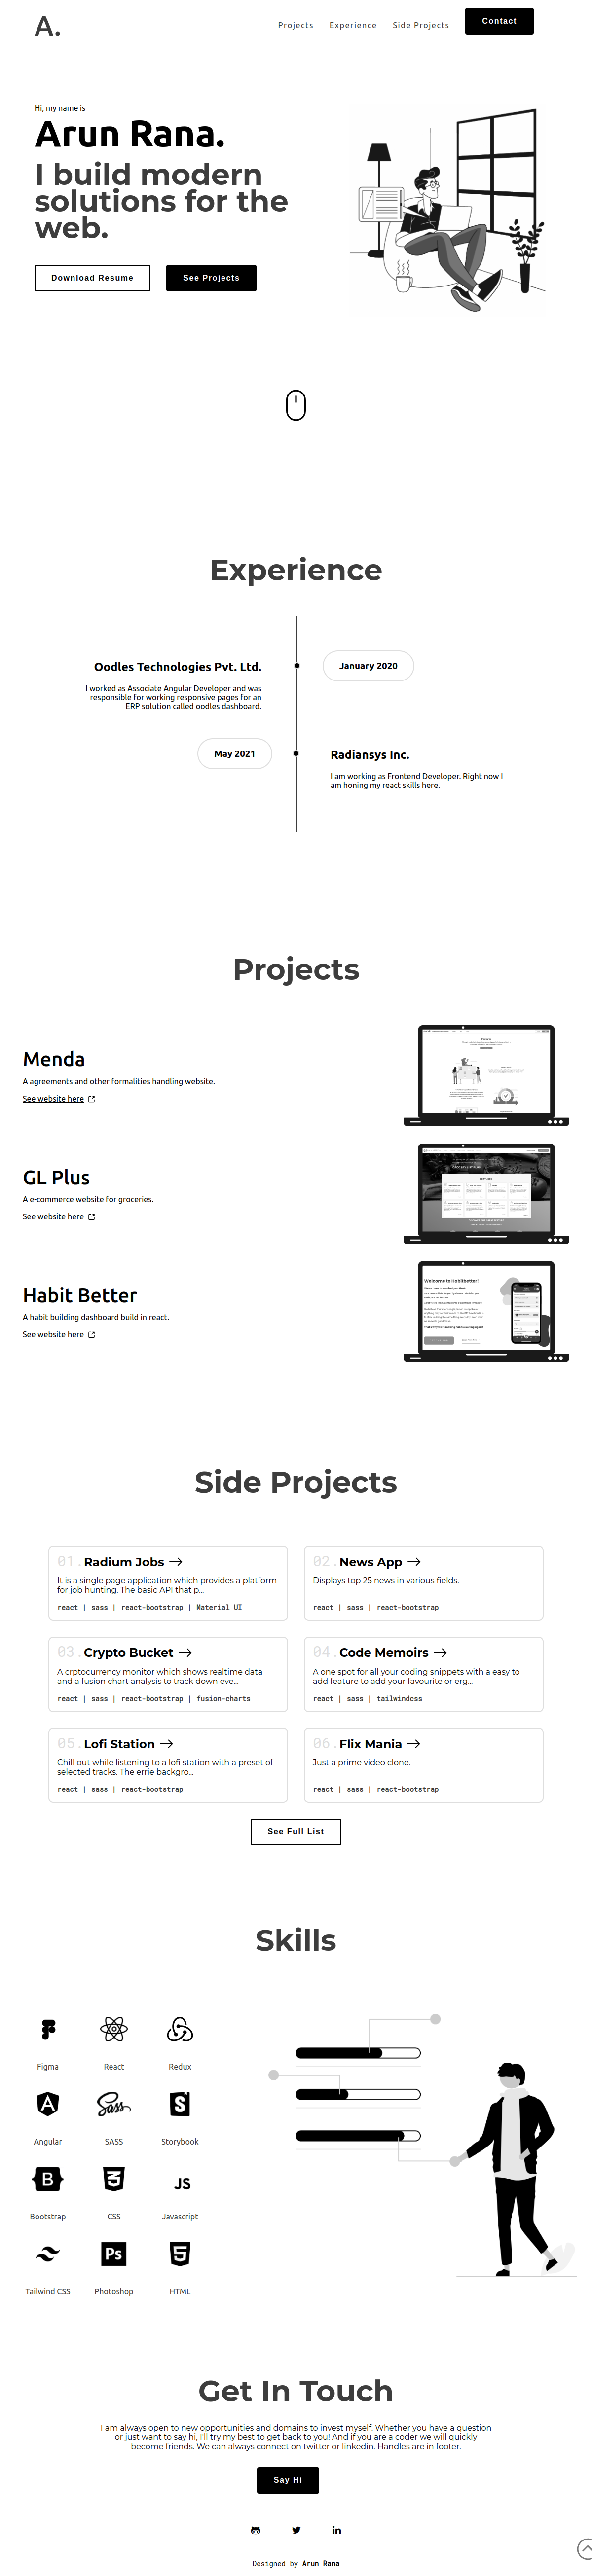 A.
Projects
Experience
Side Projects
Contact
Hi, my name is
Arun Rana.
I build modern
solutions for the
web.
Download Resume
See Projects
Experience
Oodles Technologies Pvt. Ltd.
January 2020
I worked as Associate Angular Developer and was
responsible for working responsive pages for an
ERP solution called oodles dashboard.
May 2021
Radiansys Inc.
I am working as Frontend Developer. Right now I
am honing my react skills here.
Projects
Menda
A agreements and other formalities handling website.
See website here
GL Plus
A e-commerce website for groceries.
See website here
Habit Better
A habit building dashboard build in react.
See website here
Welcome to Habitbetter!
Side Projects
01. Radium Jobs
It is a single page application which provides a platform
for job hunting. The basic API that p...
react | sass | react-bootstrap | Material UI
02. News App
Displays top 25 news in various fields.
react | sass | react-bootstrap
03. Crypto Bucket
A crptocurrency monitor which shows realtime data
and a fusion chart analysis to track down eve...
react | sass | react-bootstrap | fusion-charts
04. Code Memoirs
A one spot for all your coding snippets with a easy to
add feature to add your favourite or erg...
react | sass | tailwindcss
05. Lofi Station
Chill out while listening to a lofi station with a preset of
selected tracks. The errie backgro...
react | sass | react-bootstrap
06. Flix Mania
Just a prime video clone.
react | sass | react-bootstrap
See Full List
Skills
Figma
React
Redux
Sass
Angular
SASS
Storybook
B
JS
Bootstrap
CSS
Javascript
Ps
Tailwind CSS
Photoshop
HTML
Get In Touch
I am always open to new opportunities and domains to invest myself. Whether you have a question
or just want to say hi, I'll try my best to get back to you! And if you are a coder we will quickly
become friends. We can always connect on twitter or linkedin. Handles are in footer.
Say Hi
in
Designed by Arun Rana